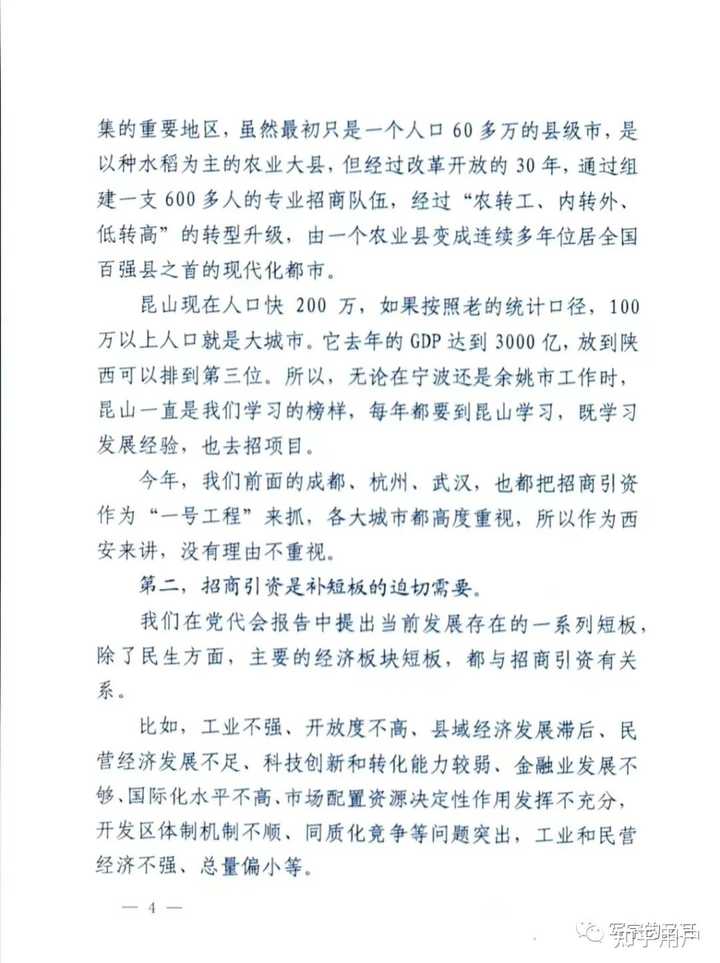 集的重要地区，虽然最初只是一个人口 60 多万的县级市，是
以种水稻为主的农业大县，但经过改革开放的 30 年，通过组
建一支 600 多人的专业招商队伍，经过“农转工、内转外、
低转高”的转型升级，由一个农业县变成连续多年位居全国
百强县之首的现代化都市。
昆山现在人口快 200 万，如果按照老的统计口径，100
万以上人口就是大城市。它去年的 GDP 达到 3000 亿，放到陕
西可以排到第三位。所以，无论在宁波还是余姚市工作时，
昆山一直是我们学习的榜样，每年都要到昆山学习，既学习
发展经验，也去招项目。
今年，我们前面的成都、杭州、武汉，也都把招商引资
作为“一号工程”来抓，各大城市都高度重视，所以作为西
安来讲，没有理由不重视。
第二，招商引资是补短板的迫切需要。
我们在党代会报告中提出当前发展存在的一系列短板，
除了民生方面，主要的经济板块短板，都与招商引资有关
系。
比如，工业不强、开放度不高、县域经济发展滞后、民
营经济发展不足、科技创新和转化能力较弱、金融业发展不
够、国际化水平不高、市场配置资源决定性作用发挥不充分，
开发区体制机制不顺、同质化竞争等问题突出，工业和民营
经济不强、总量偏小等。
— 4 —
知乎用户